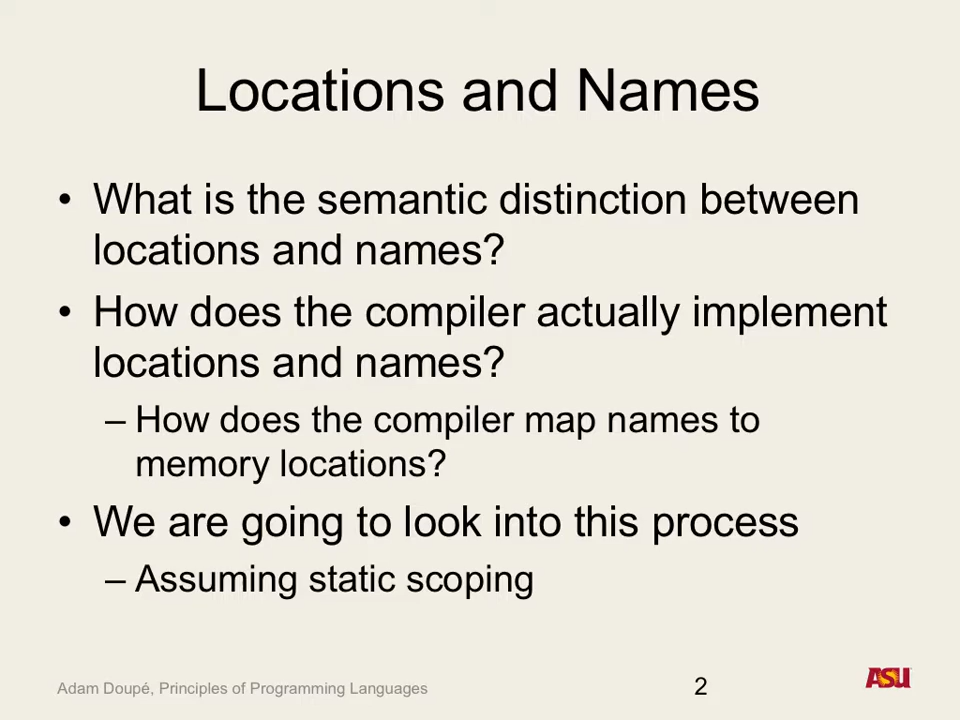 Locations and Names
• What is the semantic distinction between
locations and names?
• How does the compiler actually implement
locations and names?
– How does the compiler map names to
memory locations?
• We are going to look into this process
– Assuming static scoping
Adam Doupé, Principles of Programming Languages
2
ASU